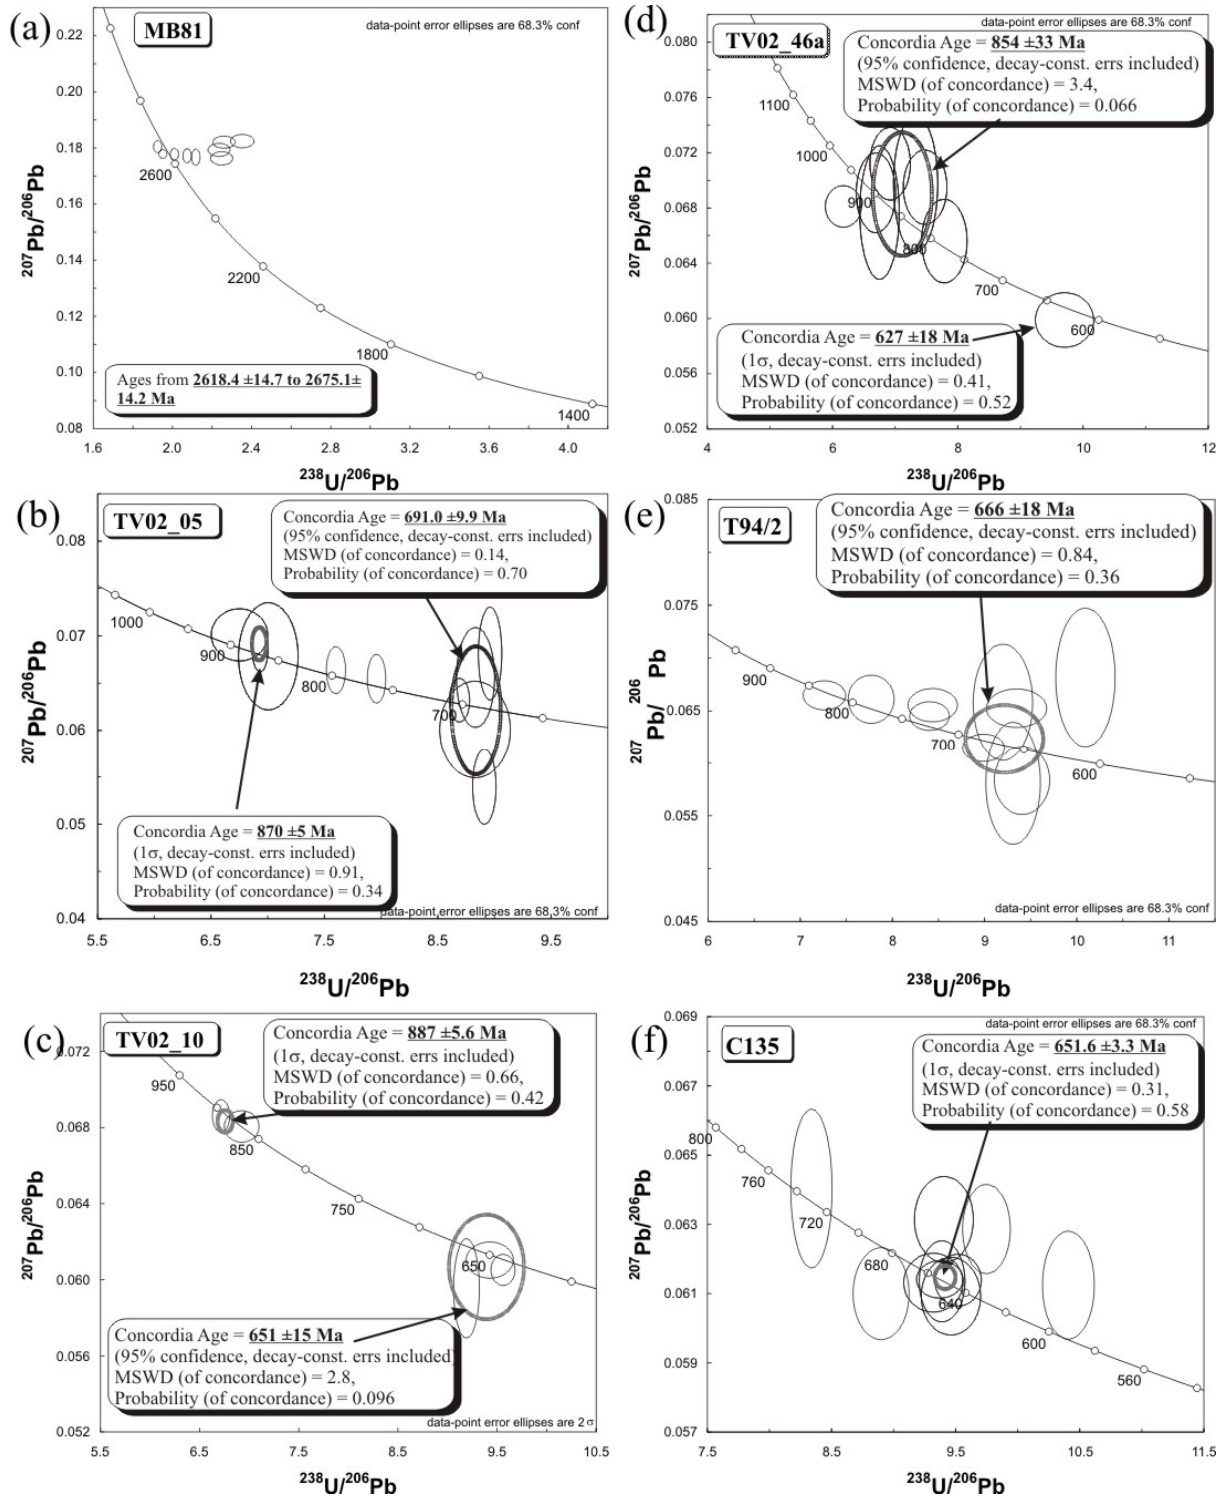 (a)
MB81
data-point error ellipses are 68.3% conf
0.22
0.20
0.18
0.16
0.14
0.12
0.10
0.08
207Pb/206Pb
2600
2200
1800
1400
Ages from 2618.4 ±14.7 to 2675.1±
14.2 Ma
1.6 2.0 2.4 2.8 3.2 3.6 4.0
238U/206Pb
(d)
data-point error ellipses are 68.3% conf
TV02_46a
Concordia Age = 854 ±33 Ma
(95% confidence, decay-const. errs included)
MSWD (of concordance) = 3.4,
Probability (of concordance) = 0.066
0.080
0.076
0.072
0.068
0.064
0.060
0.056
0.052
207Pb/206Pb
1100
1000
900
800
700
600
Concordia Age = 627 ±18 Ma
(1σ, decay-const. errs included)
MSWD (of concordance) = 0.41,
Probability (of concordance) = 0.52
4 6 8 10 12
238U/206Pb
(b)
TV02_05
Concordia Age = 691.0 ±9.9 Ma
(95% confidence, decay-const. errs included)
MSWD (of concordance) = 0.14,
Probability (of concordance) = 0.70
0.08
0.07
0.06
0.05
0.04
207Pb/206Pb
1000
900
800
700
Concordia Age = 870 ±5 Ma
(1σ, decay-const. errs included)
MSWD (of concordance) = 0.91,
Probability (of concordance) = 0.34
data-point error ellipses are 68,3% conf
5.5 6.5 7.5 8.5 9.5
238U/206Pb
(e)
T94/2
Concordia Age = 666 ±18 Ma
(95% confidence, decay-const. errs included)
MSWD (of concordance) = 0.84,
Probability (of concordance) = 0.36
0.085
0.075
0.065
0.055
0.045
207Pb/206Pb
900
800
700
600
data-point error ellipses are 68.3% conf
6 7 8 9 10 11
238U/206Pb
(c)
TV02_10
Concordia Age = 887 ±5.6 Ma
(1σ, decay-const. errs included)
MSWD (of concordance) = 0.66,
Probability (of concordance) = 0.42
0.072
0.068
0.064
0.060
0.056
0.052
207Pb/206Pb
950
850
750
650
Concordia Age = 651 ±15 Ma
(95% confidence, decay-const. errs included)
MSWD (of concordance) = 2.8,
Probability (of concordance) = 0.096
data-point error ellipses are 2σ
5.5 6.5 7.5 8.5 9.5 10.5
238U/206Pb
(f)
data-point error ellipses are 68.3% conf
C135
Concordia Age = 651.6 ±3.3 Ma
(1σ, decay-const. errs included)
MSWD (of concordance) = 0.31,
Probability (of concordance) = 0.58
0.069
0.067
0.065
0.063
0.061
0.059
0.057
207Pb/206Pb
800
760
720
680
640
600
560
7.5 8.5 9.5 10.5 11.5
238U/206Pb